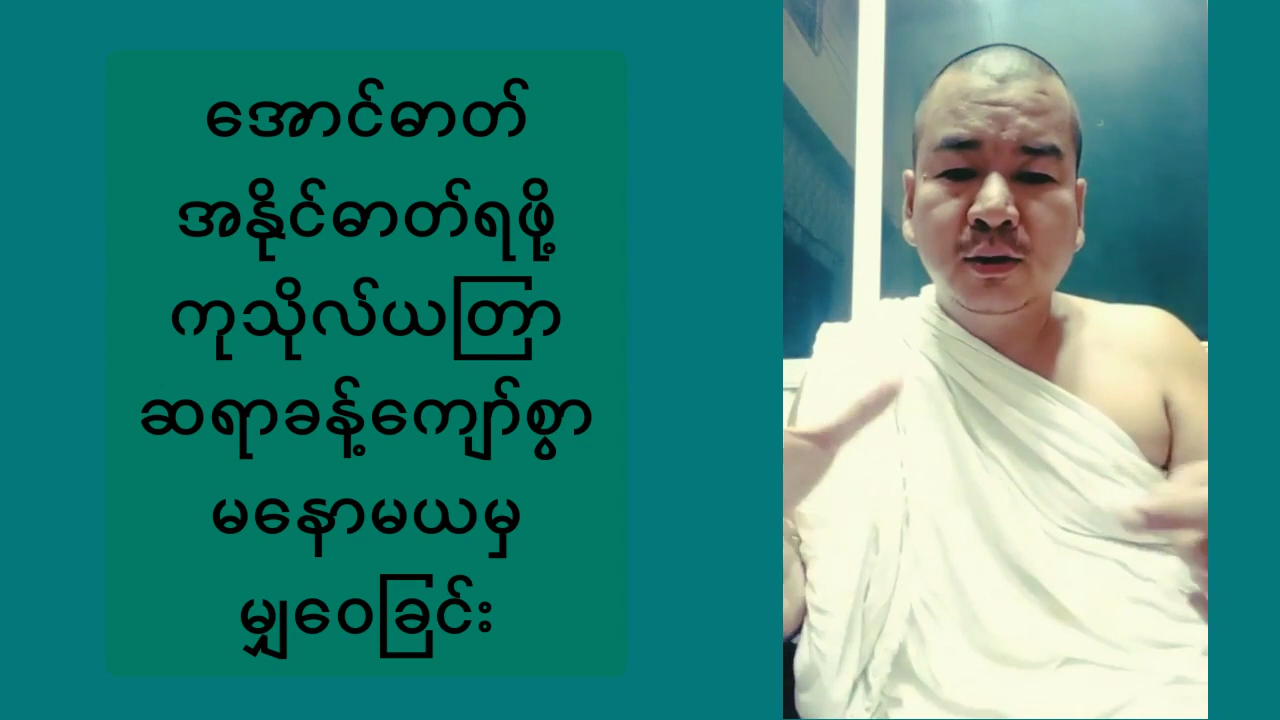 အောင်ဓာတ်
အနိုင်ဓာတ်ရဖို့
ကုသိုလ်ယတြာ
ဆရာခန့်ကျော်စွာ
မနောမယမှ
မျှဝေခြင်း